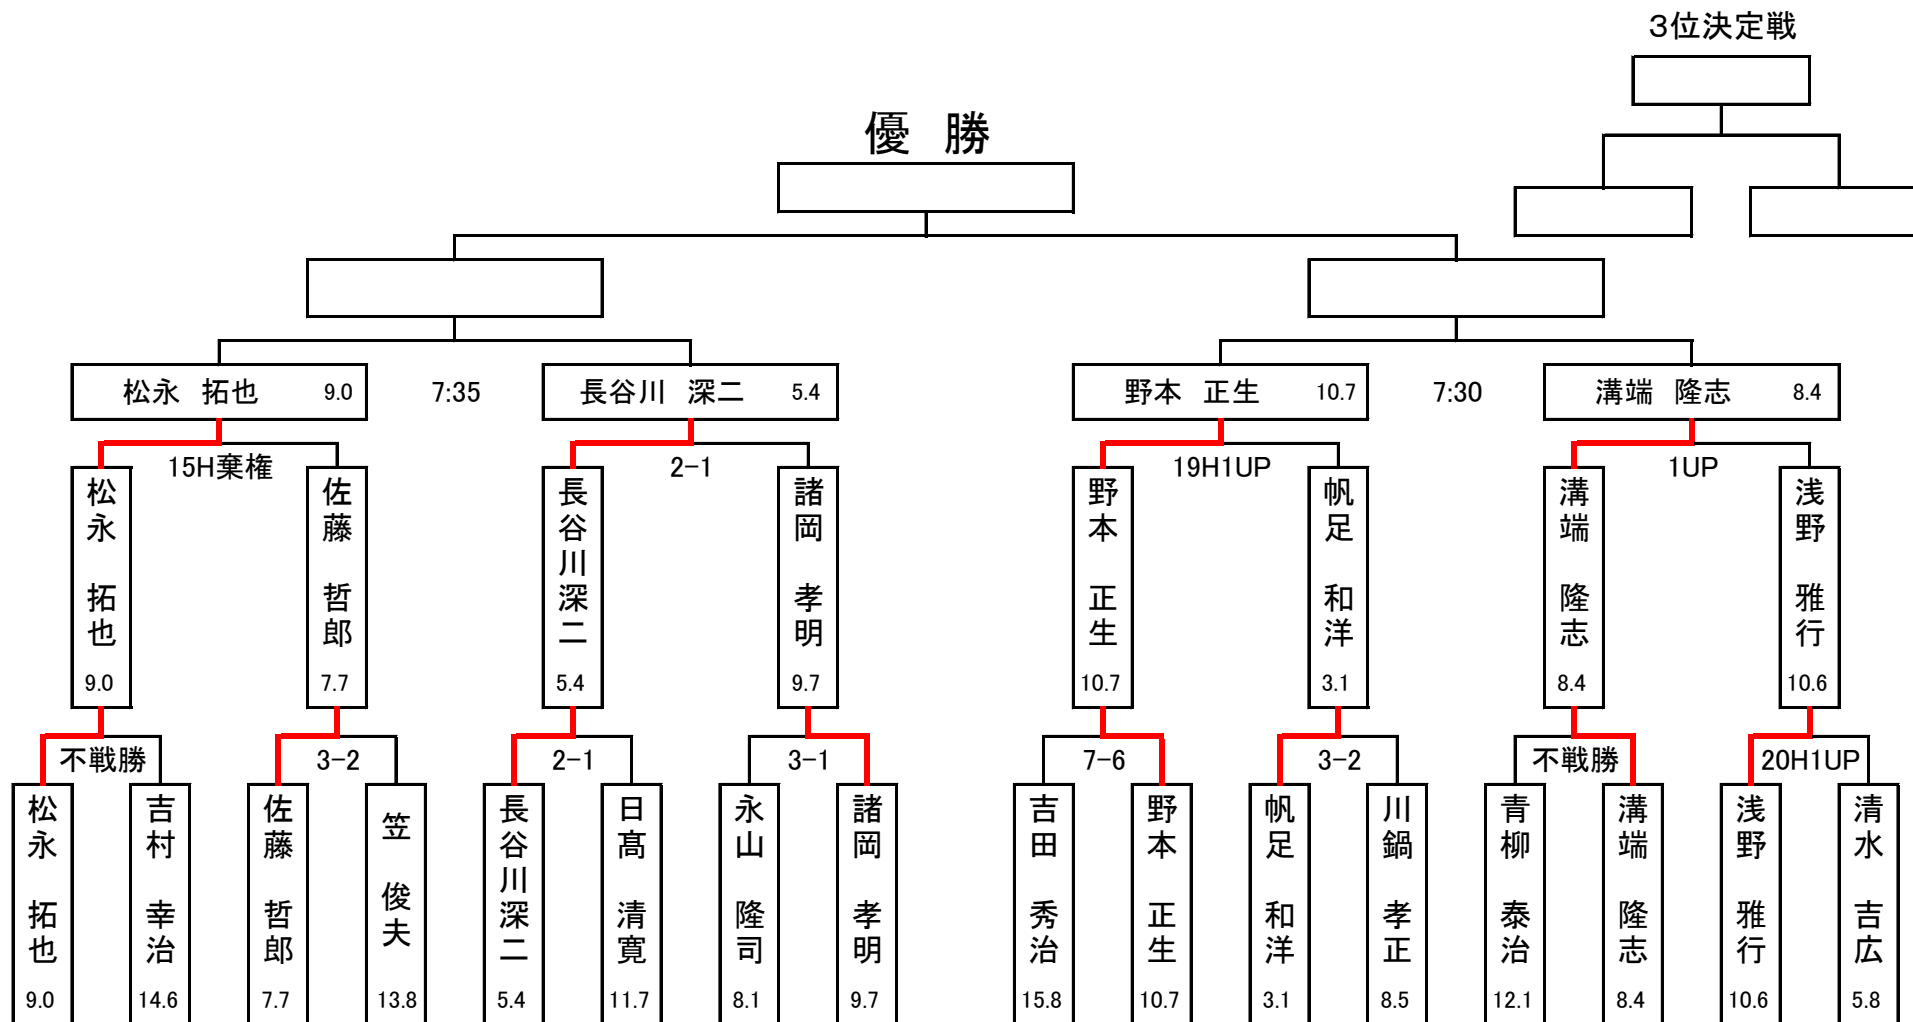 3位決定戦
優 勝
松永 拓也 9.0 7:35 長谷川 深二 5.4 野本 正生 10.7 7:30 溝端 隆志 8.4
15H棄権 2-1 19H1UP 1UP
松永 拓也 9.0
佐藤 哲郎 7.7
長谷川深二 5.4
諸岡 孝明 9.7
野本 正生 10.7
帆足 和洋 3.1
溝端 隆志 8.4
浅野 雅行 10.6
不戦勝 3-2 2-1 3-1 7-6 3-2 不戦勝 20H1UP
松永 拓也 9.0
吉村 幸治 14.6
佐藤 哲郎 7.7
笠 俊夫 13.8
長谷川深二 5.4
日髙 清寛 11.7
永山 隆司 8.1
諸岡 孝明 9.7
吉田 秀治 15.8
野本 正生 10.7
帆足 和洋 3.1
川鍋 孝正 8.5
青柳 泰治 12.1
溝端 隆志 8.4
浅野 雅行 10.6
清水 吉広 5.8